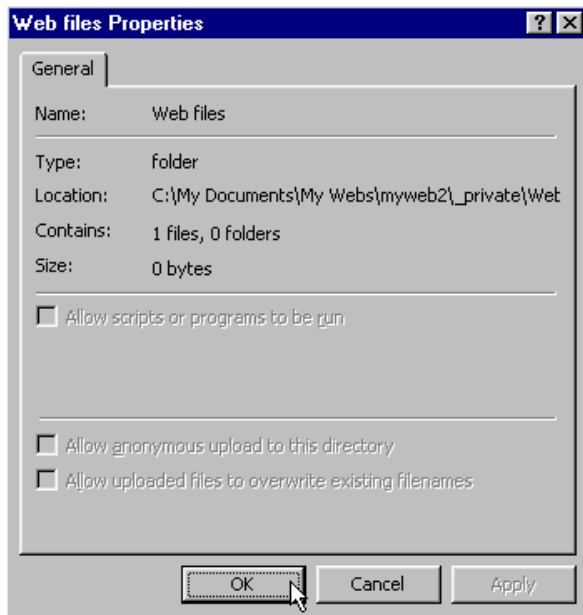 Web files Properties
General
Name: Web files
Type: folder
Location: C:\My Documents\My Webs\myweb2\_private\Web
Contains: 1 files, 0 folders
Size: 0 bytes
Allow scripts or programs to be run
Allow anonymous upload to this directory
Allow uploaded files to overwrite existing filenames
OK Cancel Apply